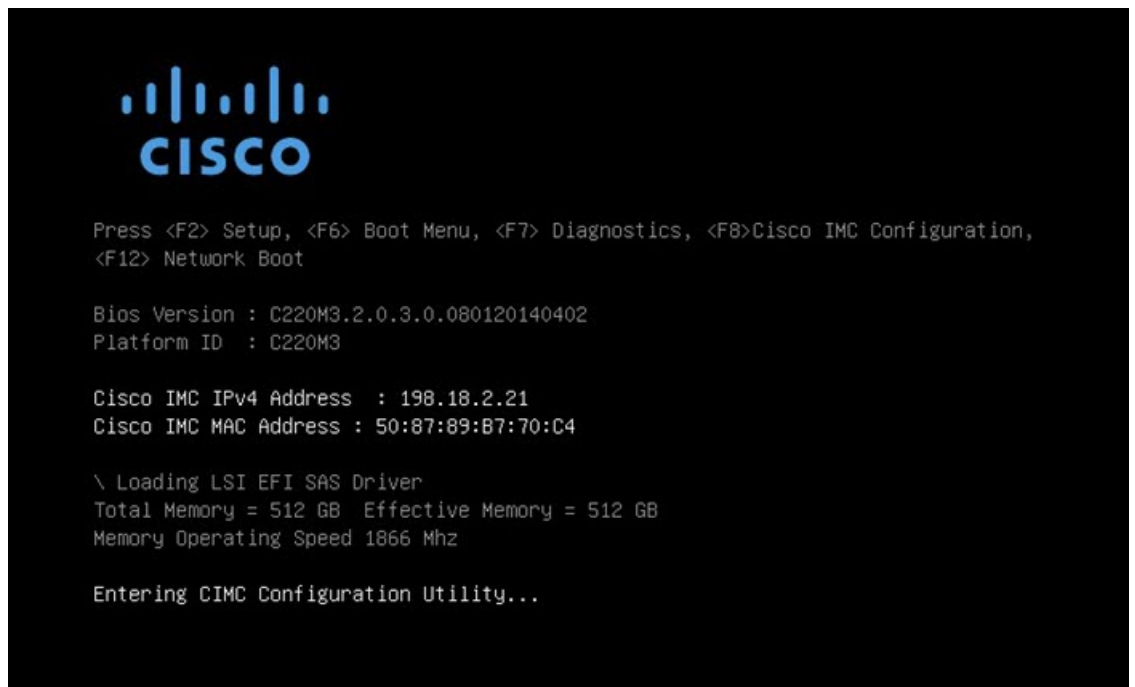 CISCO
Press <F2> Setup, <F6> Boot Menu, <F7> Diagnostics, <F8>Cisco IMC Configuration,
<F12> Network Boot
Bios Version : C220M3.2.0.3.0.080120140402
Platform ID  : C220M3
Cisco IMC IPv4 Address  : 198.18.2.21
Cisco IMC MAC Address : 50:87:89:B7:70:C4
\ Loading LSI EFI SAS Driver
Total Memory = 512 GB  Effective Memory = 512 GB
Memory Operating Speed 1866 Mhz
Entering CIMC Configuration Utility...